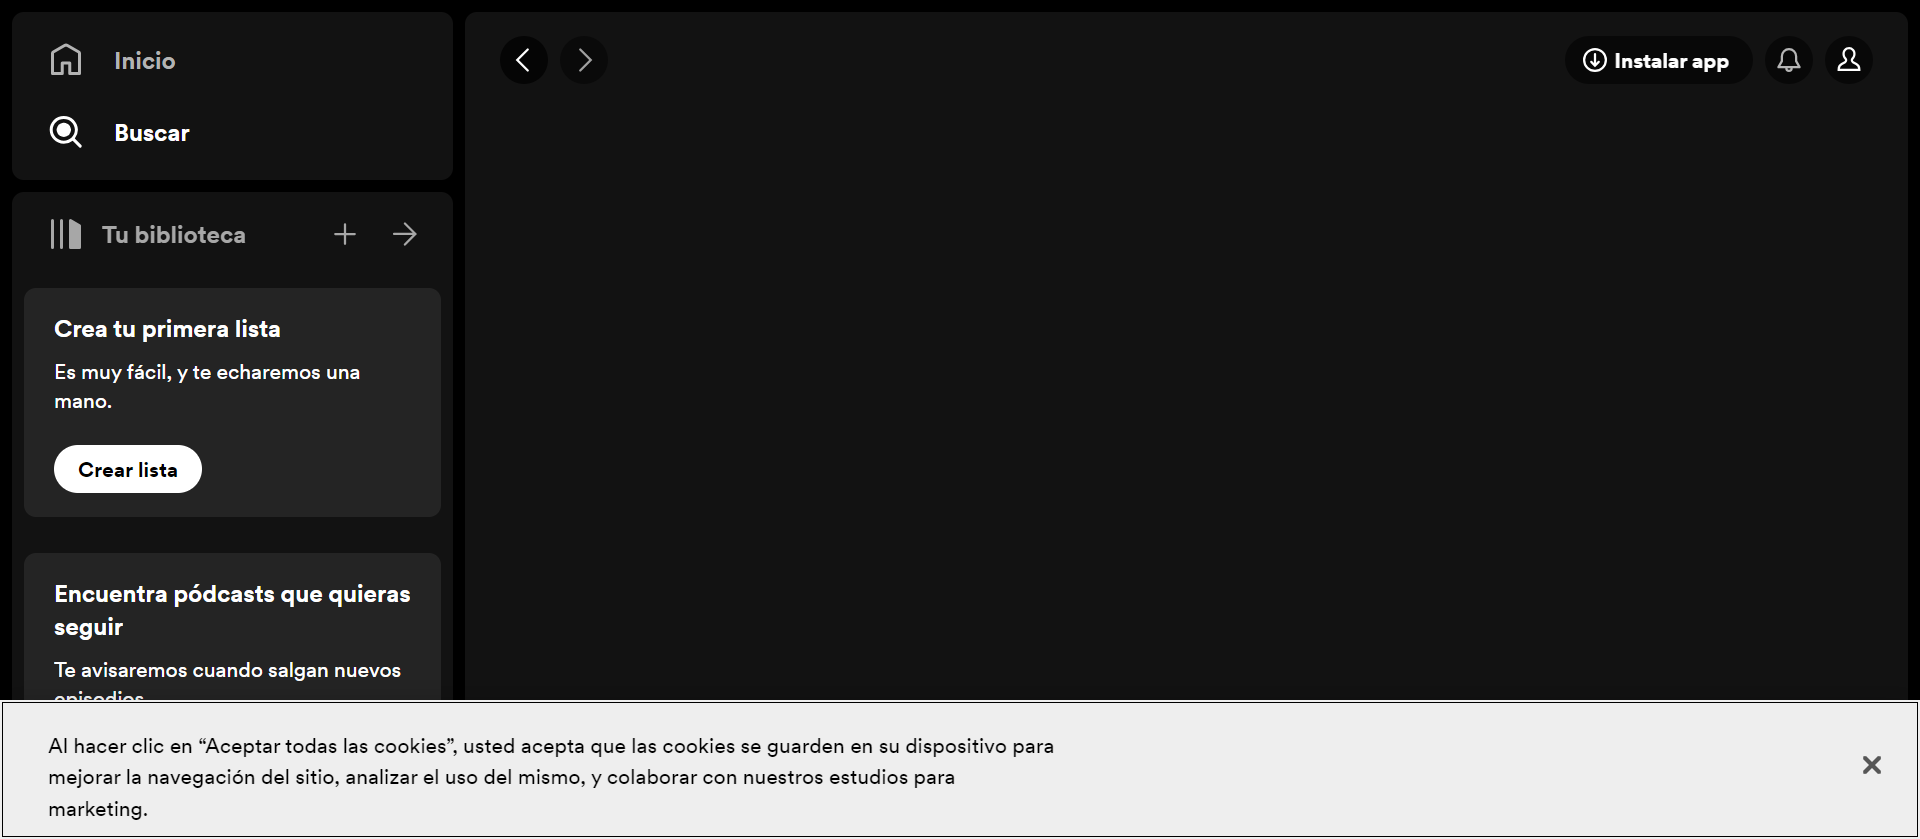 Inicio
Buscar
Tu biblioteca
Crea tu primera lista
Es muy fácil, y te echaremos una
mano.
Crear lista
Encuentra pódcasts que quieras
seguir
Te avisaremos cuando salgan nuevos
episodios
Instalar app
Al hacer clic en “Aceptar todas las cookies”, usted acepta que las cookies se guarden en su dispositivo para
mejorar la navegación del sitio, analizar el uso del mismo, y colaborar con nuestros estudios para
marketing.